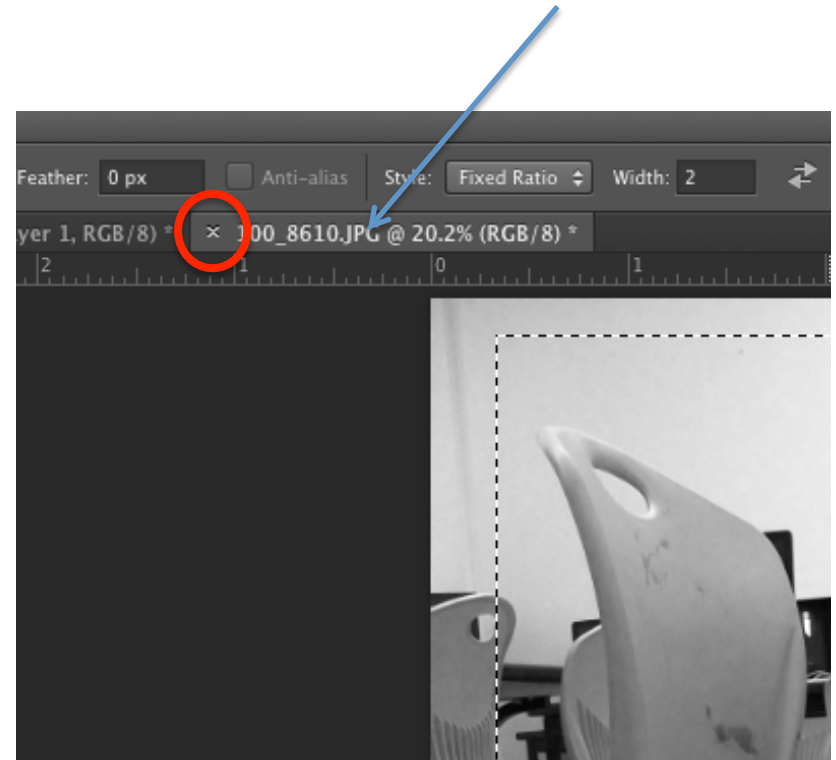 Feather: 0 px Anti-alias Style: Fixed Ratio Width: 2
yer 1, RGB/8) * × 100_8610.JPG @ 20.2% (RGB/8) *
2 1 0 1